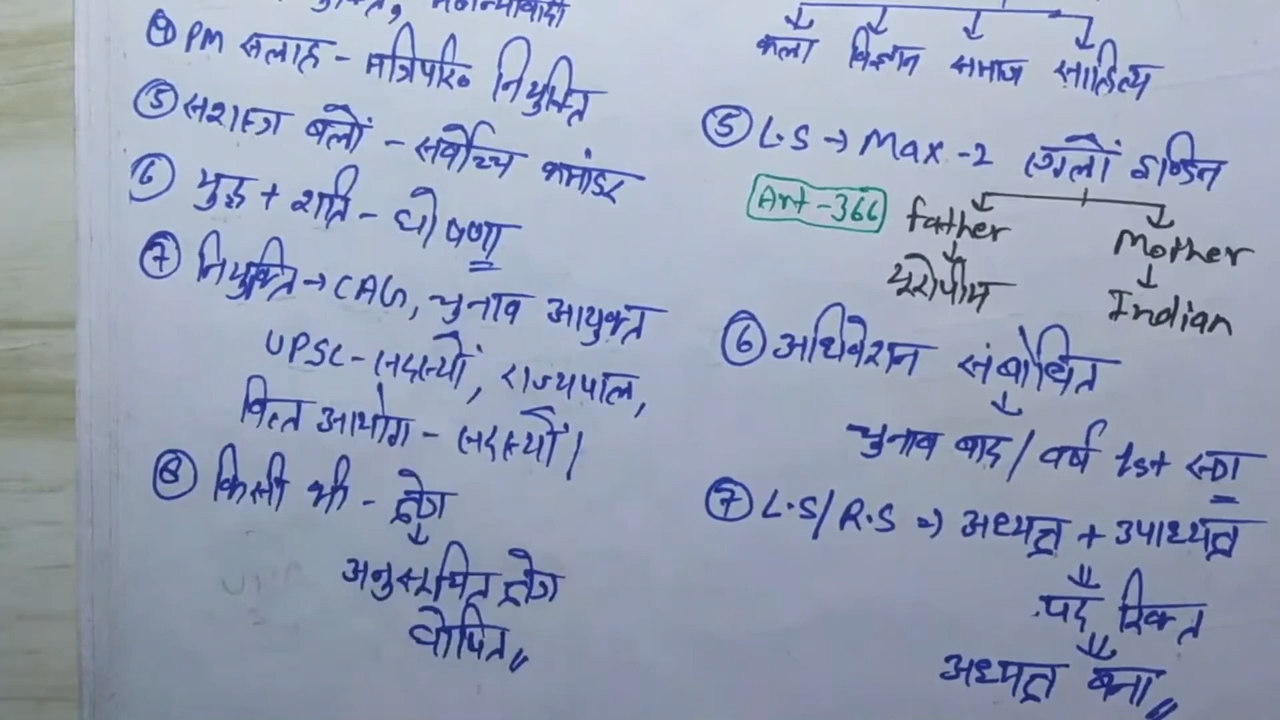 ④ PM सलाह - मंत्रिपरि० नियुक्ति
⑤ सशस्त्र बलों - सर्वोच्च कमांडर
⑥ युद्ध + शांति - घोषणा
⑦ नियुक्ति → CAG, चुनाव आयुक्त
UPSC - सदस्यों, राज्यपाल,
वित्त आयोग - सदस्यों।
⑧ किसी भी - क्षेत्र
↓
अनुसूचित क्षेत्र
घोषित〃
कला विज्ञान समाज साहित्य
⑤ L.S → Max - 2 एंग्लों इण्डियन
Art - 366
Father Mother
↓ ↓
यूरोपीय Indian
⑥ अधिवेशन संबोधित
↓
चुनाव बाद / वर्ष 1st सत्र
⑦ L.S / R.S ⇒ अध्यक्ष + उपाध्यक्ष
⇓
पद रिक्त
⇓
अध्यक्ष बना〃